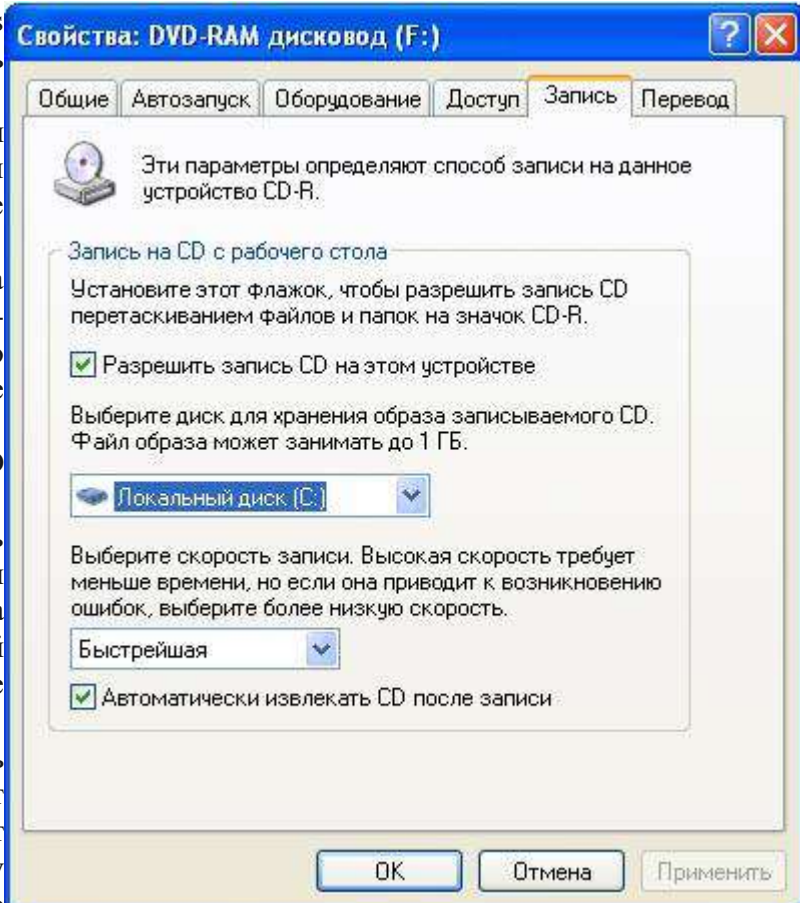 Свойства: DVD-RAM дисковод (F:)
Общие Автозапуск Оборудование Доступ Запись Перевод
Эти параметры определяют способ записи на данное
устройство CD-R.
Запись на CD с рабочего стола
Установите этот флажок, чтобы разрешить запись CD
перетаскиванием файлов и папок на значок CD-R.
Разрешить запись CD на этом устройстве
Выберите диск для хранения образа записываемого CD.
Файл образа может занимать до 1 ГБ.
Локальный диск (C:)
Выберите скорость записи. Высокая скорость требует
меньше времени, но если она приводит к возникновению
ошибок, выберите более низкую скорость.
Быстрейшая
Автоматически извлекать CD после записи
OK Отмена Применить